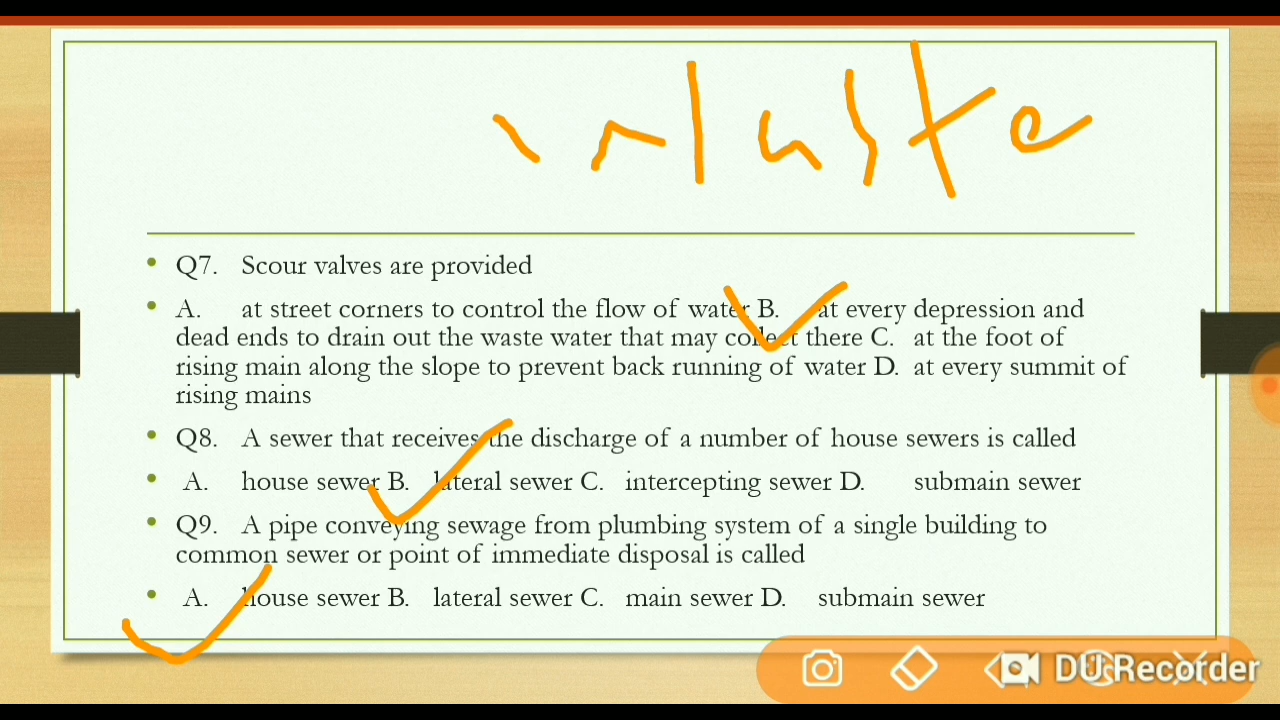 Q7. Scour valves are provided
A. at street corners to control the flow of water B. at every depression and
dead ends to drain out the waste water that may collect there C. at the foot of
rising main along the slope to prevent back running of water D. at every summit of
rising mains
Q8. A sewer that receives the discharge of a number of house sewers is called
A. house sewer B. lateral sewer C. intercepting sewer D. submain sewer
Q9. A pipe conveying sewage from plumbing system of a single building to
common sewer or point of immediate disposal is called
A. house sewer B. lateral sewer C. main sewer D. submain sewer
DU Recorder